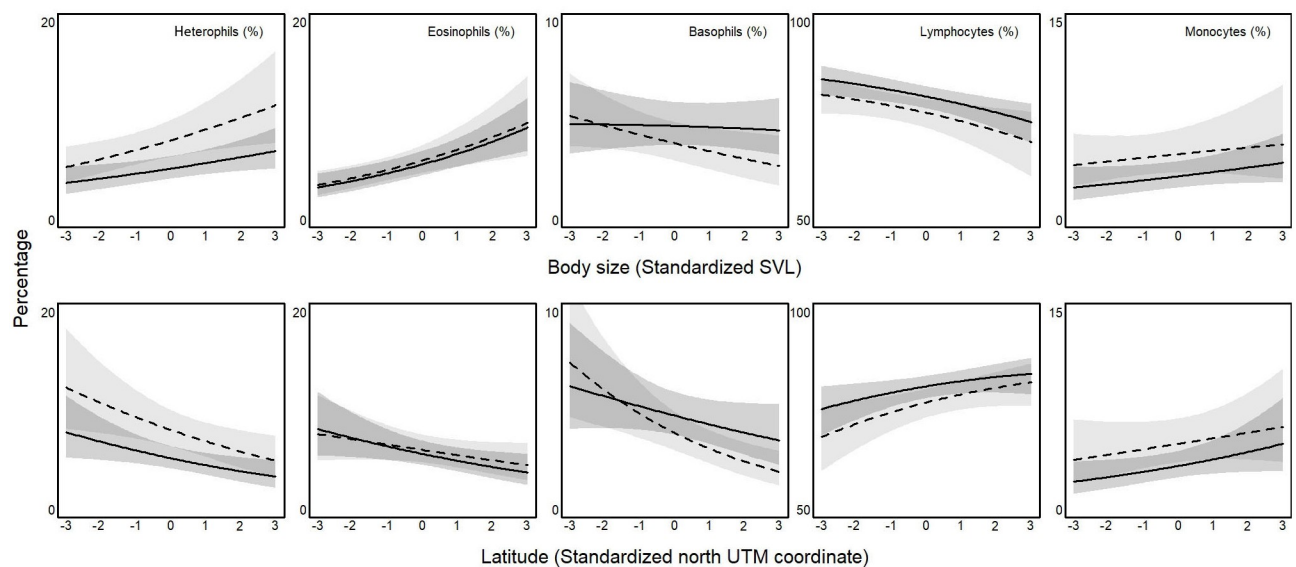 20 Heterophils (%) 20 Eosinophils (%) 10 Basophils (%) 100 Lymphocytes (%) 15 Monocytes (%)
0 0 0 50 0
-3 -2 -1 0 1 2 3 -3 -2 -1 0 1 2 3 -3 -2 -1 0 1 2 3 -3 -2 -1 0 1 2 3 -3 -2 -1 0 1 2 3
Body size (Standardized SVL)
Percentage
20 20 10 100 15
0 0 0 50 0
-3 -2 -1 0 1 2 3 -3 -2 -1 0 1 2 3 -3 -2 -1 0 1 2 3 -3 -2 -1 0 1 2 3 -3 -2 -1 0 1 2 3
Latitude (Standardized north UTM coordinate)